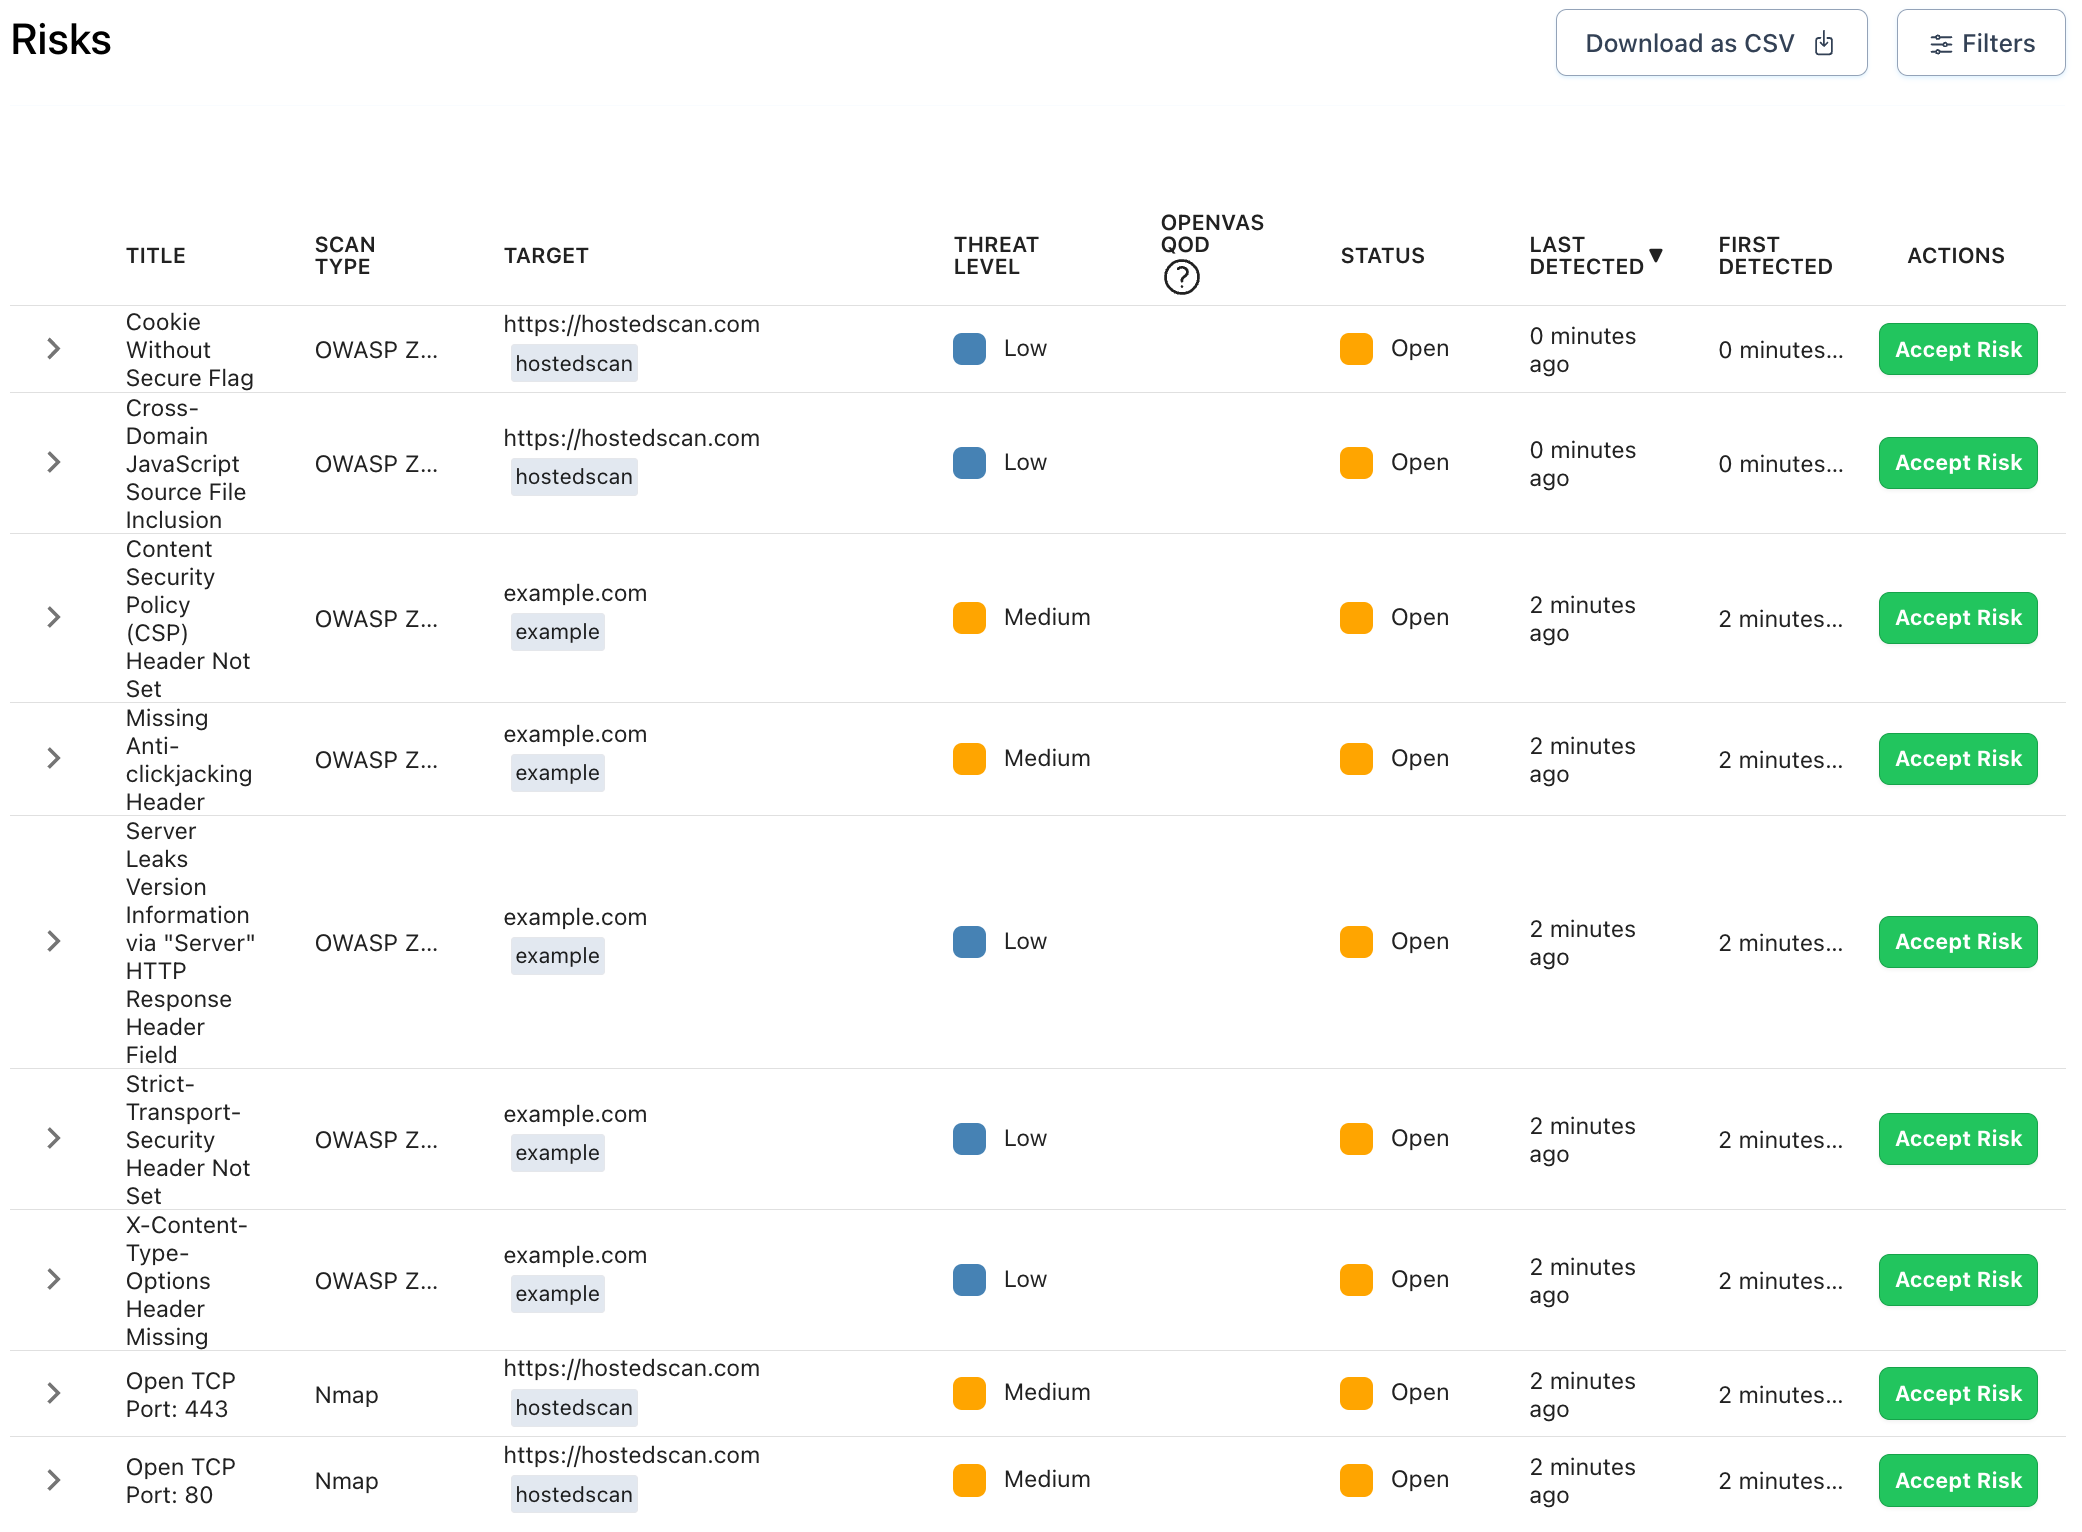 Risks
Download as CSV
Filters
TITLE
SCAN
TYPE
TARGET
THREAT
LEVEL
OPENVAS
QOD
?
STATUS
LAST
DETECTED ▼
FIRST
DETECTED
ACTIONS
Cookie
Without
Secure Flag
OWASP Z...
https://hostedscan.com
hostedscan
Low
Open
0 minutes
ago
0 minutes...
Accept Risk
Cross-
Domain
JavaScript
Source File
Inclusion
OWASP Z...
https://hostedscan.com
hostedscan
Low
Open
0 minutes
ago
0 minutes...
Accept Risk
Content
Security
Policy
(CSP)
Header Not
Set
OWASP Z...
example.com
example
Medium
Open
2 minutes
ago
2 minutes...
Accept Risk
Missing
Anti-
clickjacking
Header
OWASP Z...
example.com
example
Medium
Open
2 minutes
ago
2 minutes...
Accept Risk
Server
Leaks
Version
Information
via "Server"
HTTP
Response
Header
Field
OWASP Z...
example.com
example
Low
Open
2 minutes
ago
2 minutes...
Accept Risk
Strict-
Transport-
Security
Header Not
Set
OWASP Z...
example.com
example
Low
Open
2 minutes
ago
2 minutes...
Accept Risk
X-Content-
Type-
Options
Header
Missing
OWASP Z...
example.com
example
Low
Open
2 minutes
ago
2 minutes...
Accept Risk
Open TCP
Port: 443
Nmap
https://hostedscan.com
hostedscan
Medium
Open
2 minutes
ago
2 minutes...
Accept Risk
Open TCP
Port: 80
Nmap
https://hostedscan.com
hostedscan
Medium
Open
2 minutes
ago
2 minutes...
Accept Risk